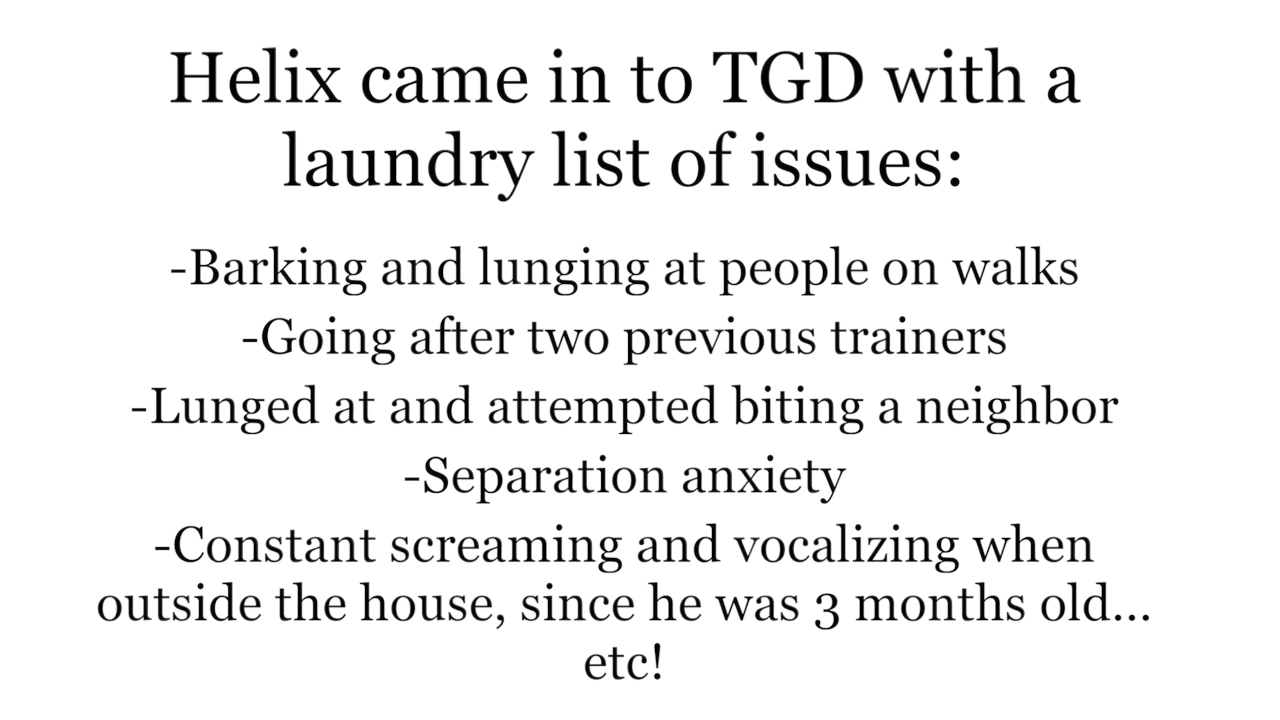 Helix came in to TGD with a
laundry list of issues:
-Barking and lunging at people on walks
-Going after two previous trainers
-Lunged at and attempted biting a neighbor
-Separation anxiety
-Constant screaming and vocalizing when
outside the house, since he was 3 months old...
etc!